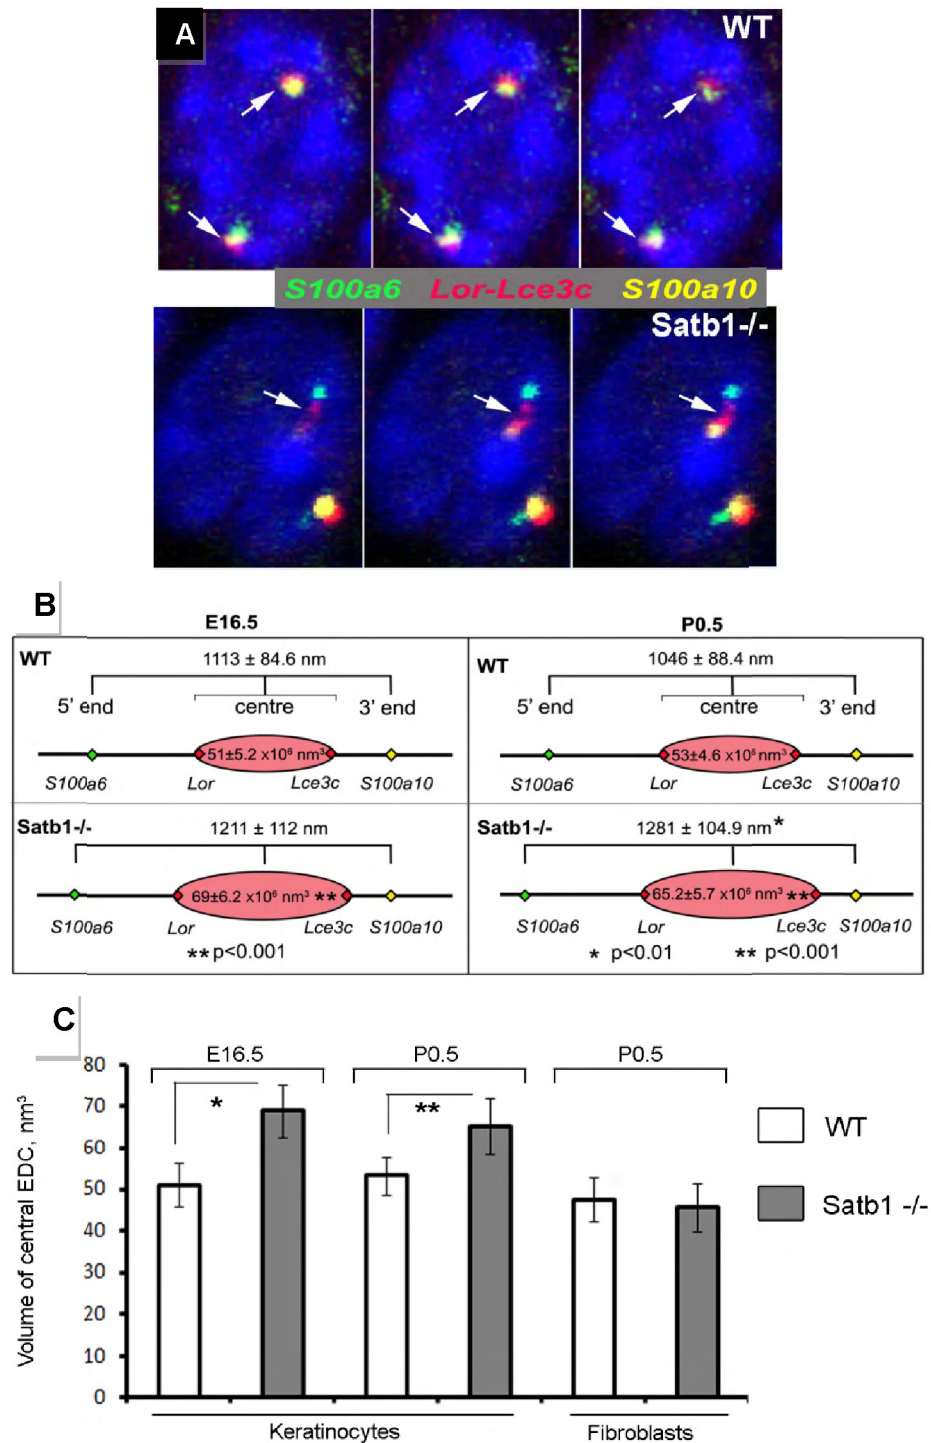 A
WT
S100a6 Lor-Lce3c S100a10
Satb1-/-
B
E16.5
P0.5
WT
1113 ± 84.6 nm
5' end
centre
3' end
51±5.2 x10⁶ nm³
S100a6
Lor
Lce3c
S100a10
WT
1046 ± 88.4 nm
5' end
centre
3' end
53±4.6 x10⁶ nm³
S100a6
Lor
Lce3c
S100a10
Satb1-/-
1211 ± 112 nm
69±6.2 x10⁶ nm³ **
S100a6
Lor
Lce3c
S100a10
**p<0.001
Satb1-/-
1281 ± 104.9 nm*
65.2±5.7 x10⁶ nm³ **
S100a6
Lor
Lce3c
S100a10
* p<0.01
** p<0.001
C
E16.5
P0.5
P0.5
*
**
Volume of central EDC, nm³
80
70
60
50
40
30
20
10
0
WT
Satb1 -/-
Keratinocytes
Fibroblasts